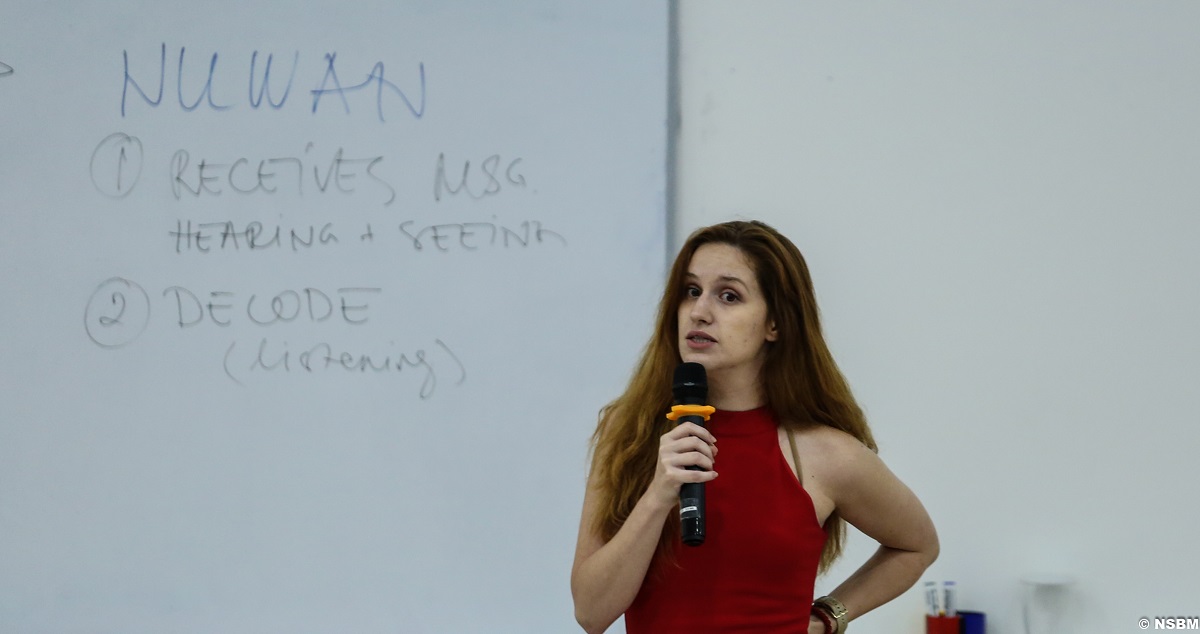 NUWAN
① RECEIVES MSG.
HEARING + SEEING
② DECODE
(listening)
© NSBM